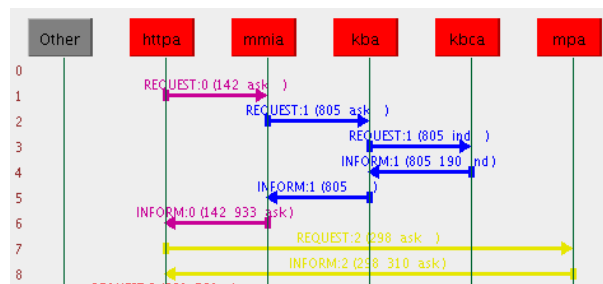 Other httpa mmia kba kbca mpa
0
REQUEST:0 (142 ask )
1
REQUEST:1 (805 ask )
2
REQUEST:1 (805 ind )
3
INFORM:1 (805 190 nd)
4
INFORM:1 (805 )
5
INFORM:0 (142 933 ask)
6
REQUEST:2 (298 ask )
7
INFORM:2 (298 310 ask)
8